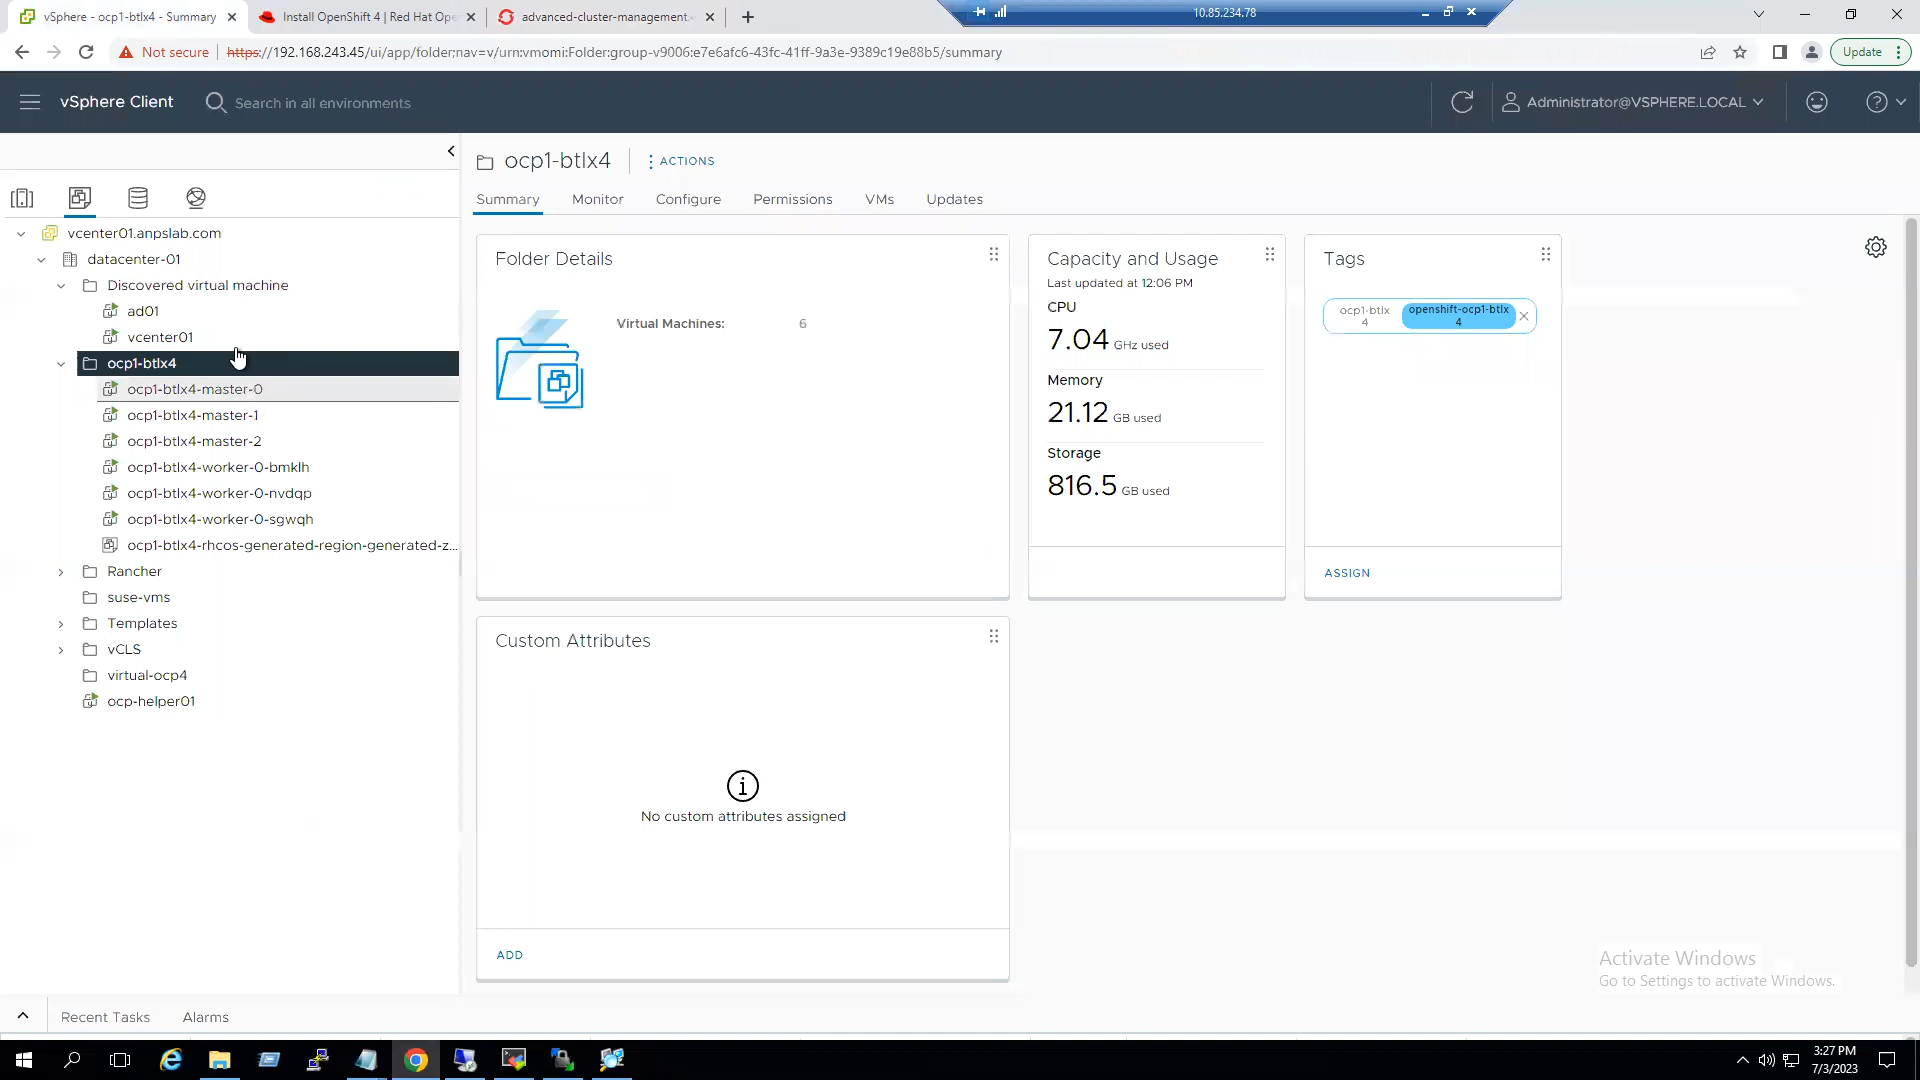 vSphere - ocp1-btlx4 - Summary
Install OpenShift 4 | Red Hat Ope
advanced-cluster-management.
10.85.234.78
Not secure
https://192.168.243.45/ui/app/folder;nav=v/urn:vmomi:Folder:group-v9006:e7e6afc6-43fc-41ff-9a3e-9389c19e88b5/summary
Update
vSphere Client
Search in all environments
Administrator@VSPHERE.LOCAL
vcenter01.anpslab.com
datacenter-01
Discovered virtual machine
ad01
vcenter01
ocp1-btlx4
ocp1-btlx4-master-0
ocp1-btlx4-master-1
ocp1-btlx4-master-2
ocp1-btlx4-worker-0-bmklh
ocp1-btlx4-worker-0-nvdqp
ocp1-btlx4-worker-0-sgwqh
ocp1-btlx4-rhcos-generated-region-generated-z...
Rancher
suse-vms
Templates
vCLS
virtual-ocp4
ocp-helper01
ocp1-btlx4
ACTIONS
Summary
Monitor
Configure
Permissions
VMs
Updates
Folder Details
Virtual Machines:
6
Capacity and Usage
Last updated at 12:06 PM
CPU
7.04 GHz used
Memory
21.12 GB used
Storage
816.5 GB used
Tags
ocp1-btlx
4
openshift-ocp1-btlx
4
ASSIGN
Custom Attributes
No custom attributes assigned
ADD
Activate Windows
Go to Settings to activate Windows.
Recent Tasks
Alarms
3:27 PM
7/3/2023